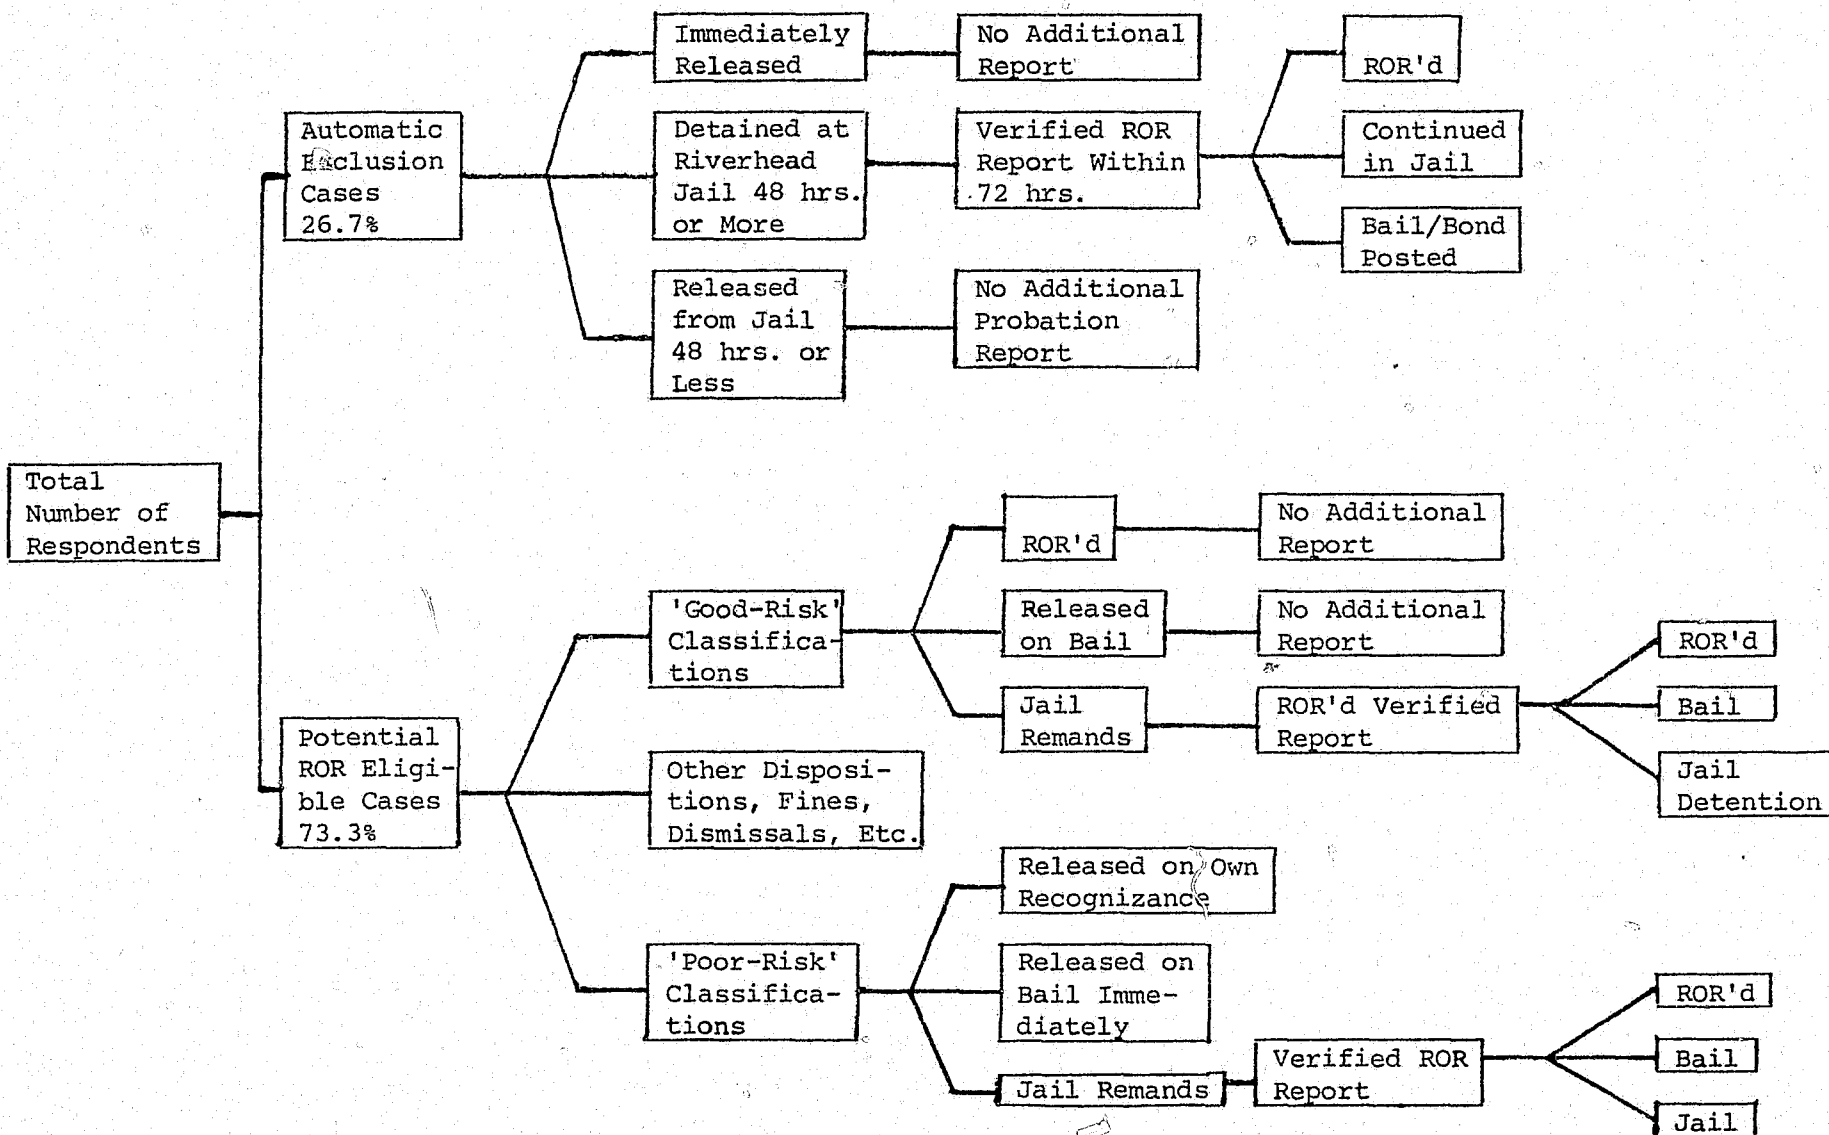 Immediately
Released
No Additional
Report
ROR'd
Automatic
Exclusion
Cases
26.7%
Detained at
Riverhead
Jail 48 hrs.
or More
Verified ROR
Report Within
72 hrs.
Continued
in Jail
Bail/Bond
Posted
Released
from Jail
48 hrs. or
Less
No Additional
Probation
Report
Total
Number of
Respondents
Potential
ROR Eligi-
ble Cases
73.3%
'Good-Risk'
Classifica-
tions
ROR'd
No Additional
Report
Released
on Bail
No Additional
Report
Jail
Remands
ROR'd Verified
Report
ROR'd
Bail
Jail
Detention
Other Disposi-
tions, Fines,
Dismissals, Etc.
'Poor-Risk'
Classifica-
tions
Released on Own
Recognizance
Released on
Bail Imme-
diately
Jail Remands
Verified ROR
Report
ROR'd
Bail
Jail